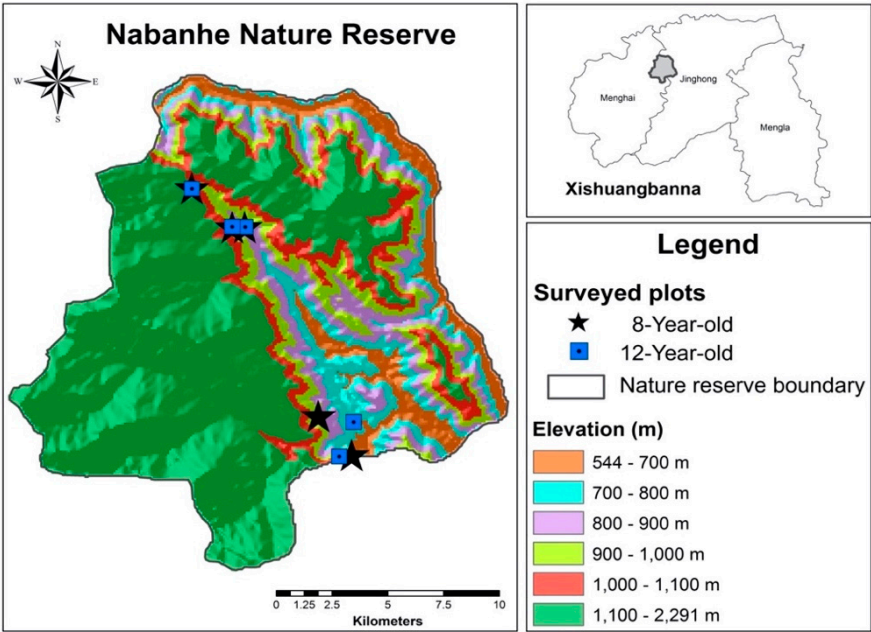 Nabanhe Nature Reserve
N
W
E
S
0 1.25 2.5 5 7.5 10
Kilometers
Menghai
Jinghong
Mengla
Xishuangbanna
Legend
Surveyed plots
8-Year-old
12-Year-old
Nature reserve boundary
Elevation (m)
544 - 700 m
700 - 800 m
800 - 900 m
900 - 1,000 m
1,000 - 1,100 m
1,100 - 2,291 m